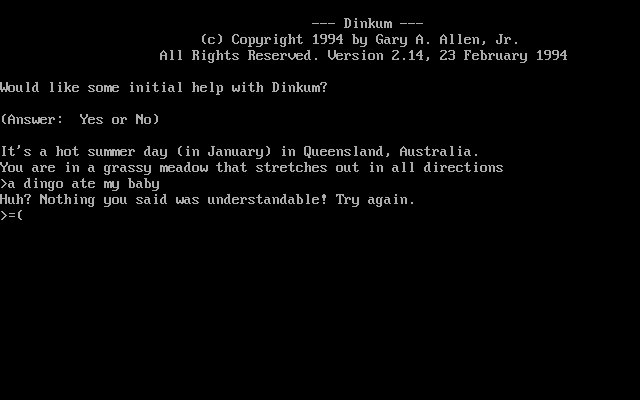 --- Dinkum ---
(c) Copyright 1994 by Gary A. Allen, Jr.
All Rights Reserved. Version 2.14, 23 February 1994
Would like some initial help with Dinkum?
(Answer:  Yes or No)
It's a hot summer day (in January) in Queensland, Australia.
You are in a grassy meadow that stretches out in all directions
>a dingo ate my baby
Huh? Nothing you said was understandable! Try again.
>=(